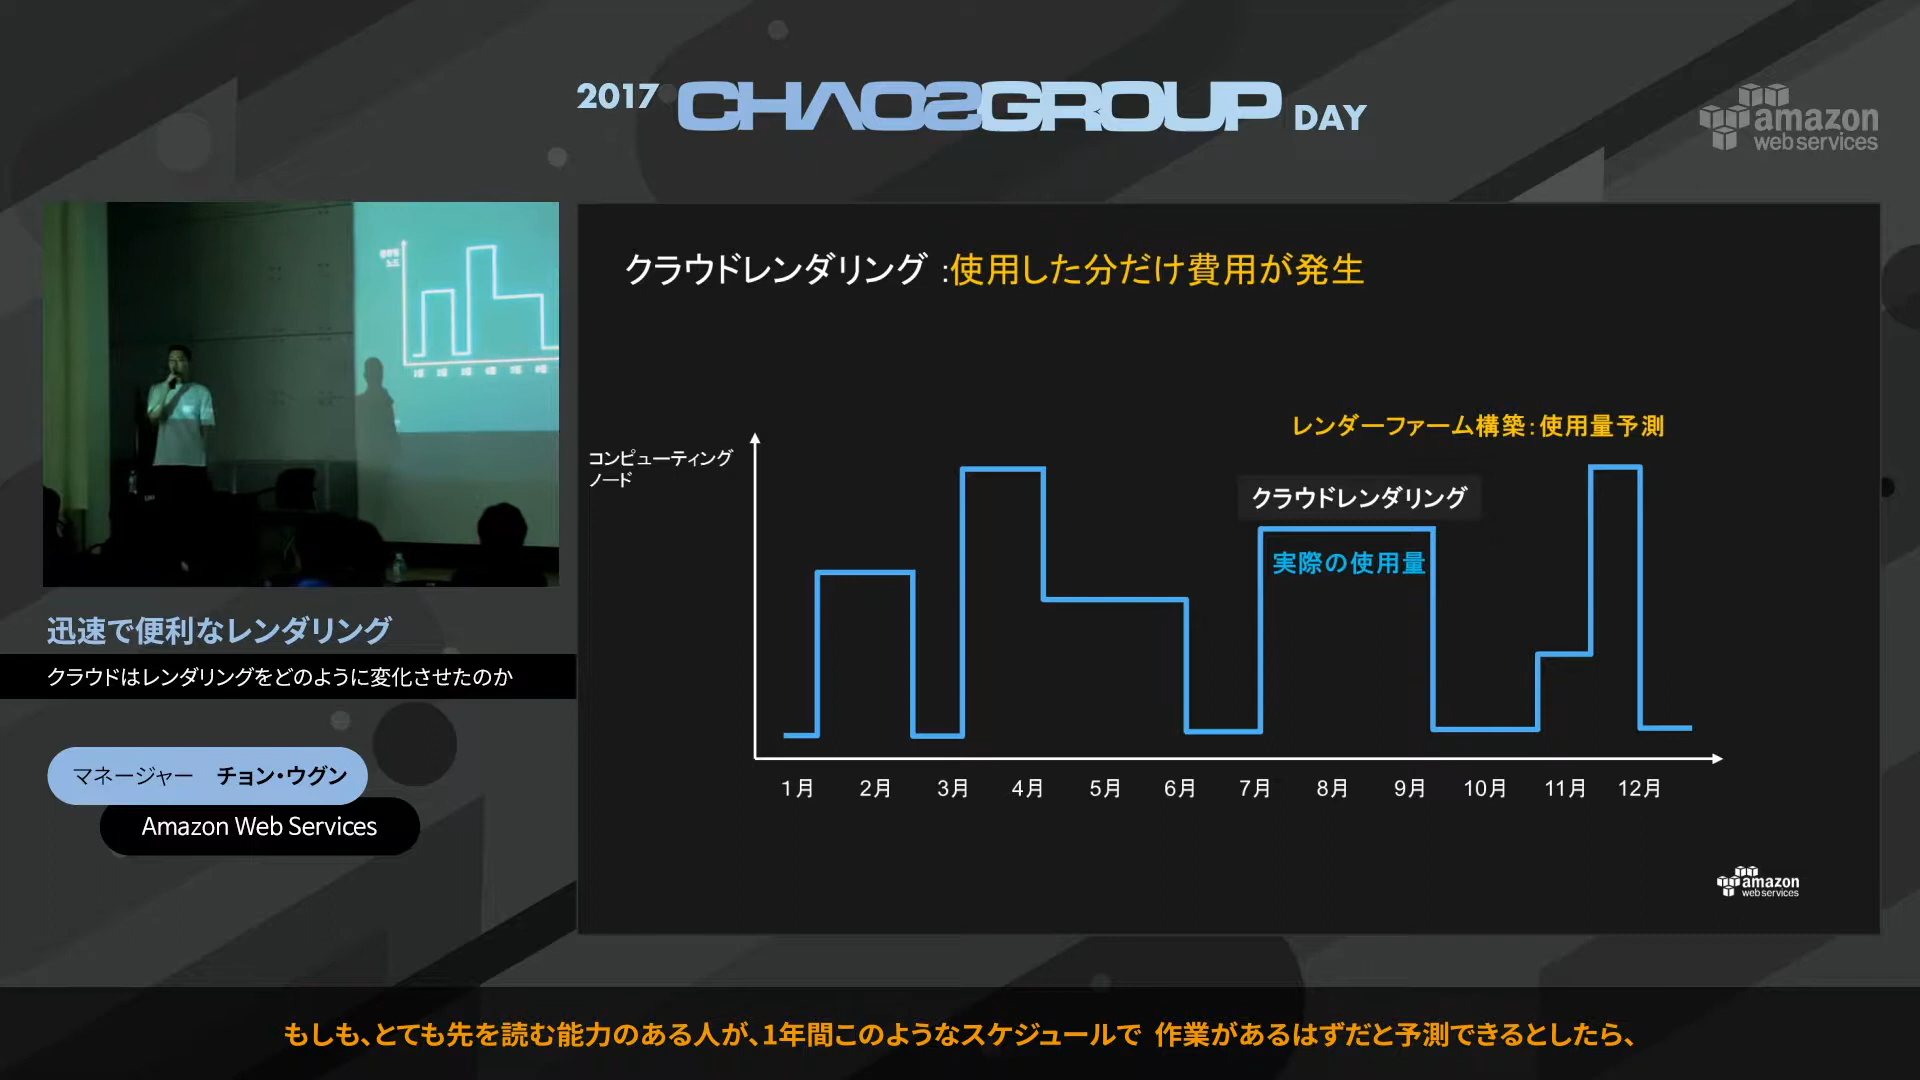 2017 CHAOSGROUP DAY
amazon
web services
クラウドレンダリング :使用した分だけ費用が発生
レンダーファーム構築:使用量予測
コンピューティング
ノード
クラウドレンダリング
実際の使用量
1月 2月 3月 4月 5月 6月 7月 8月 9月 10月 11月 12月
amazon
web services
迅速で便利なレンダリング
クラウドはレンダリングをどのように変化させたのか
マネージャー チョン・ウグン
Amazon Web Services
もしも、とても先を読む能力のある人が、1年間このようなスケジュールで 作業があるはずだと予測できるとしたら、